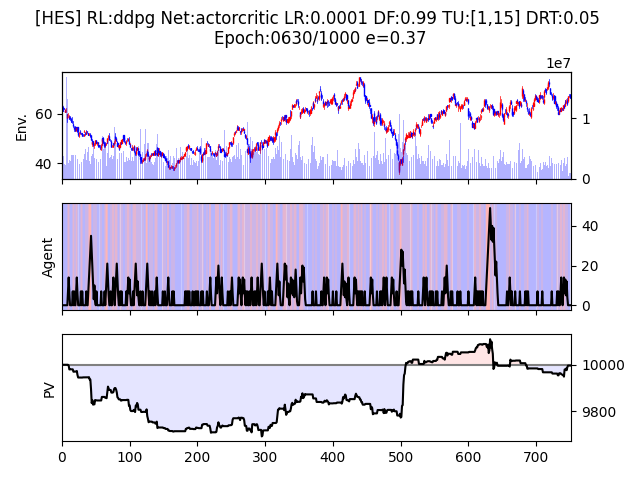 [HES] RL:ddpg Net:actorcritic LR:0.0001 DF:0.99 TU:[1,15] DRT:0.05
Epoch:0630/1000 e=0.37
1e7
Env.
60
40
1
0
Agent
40
20
0
PV
10000
9800
0 100 200 300 400 500 600 700